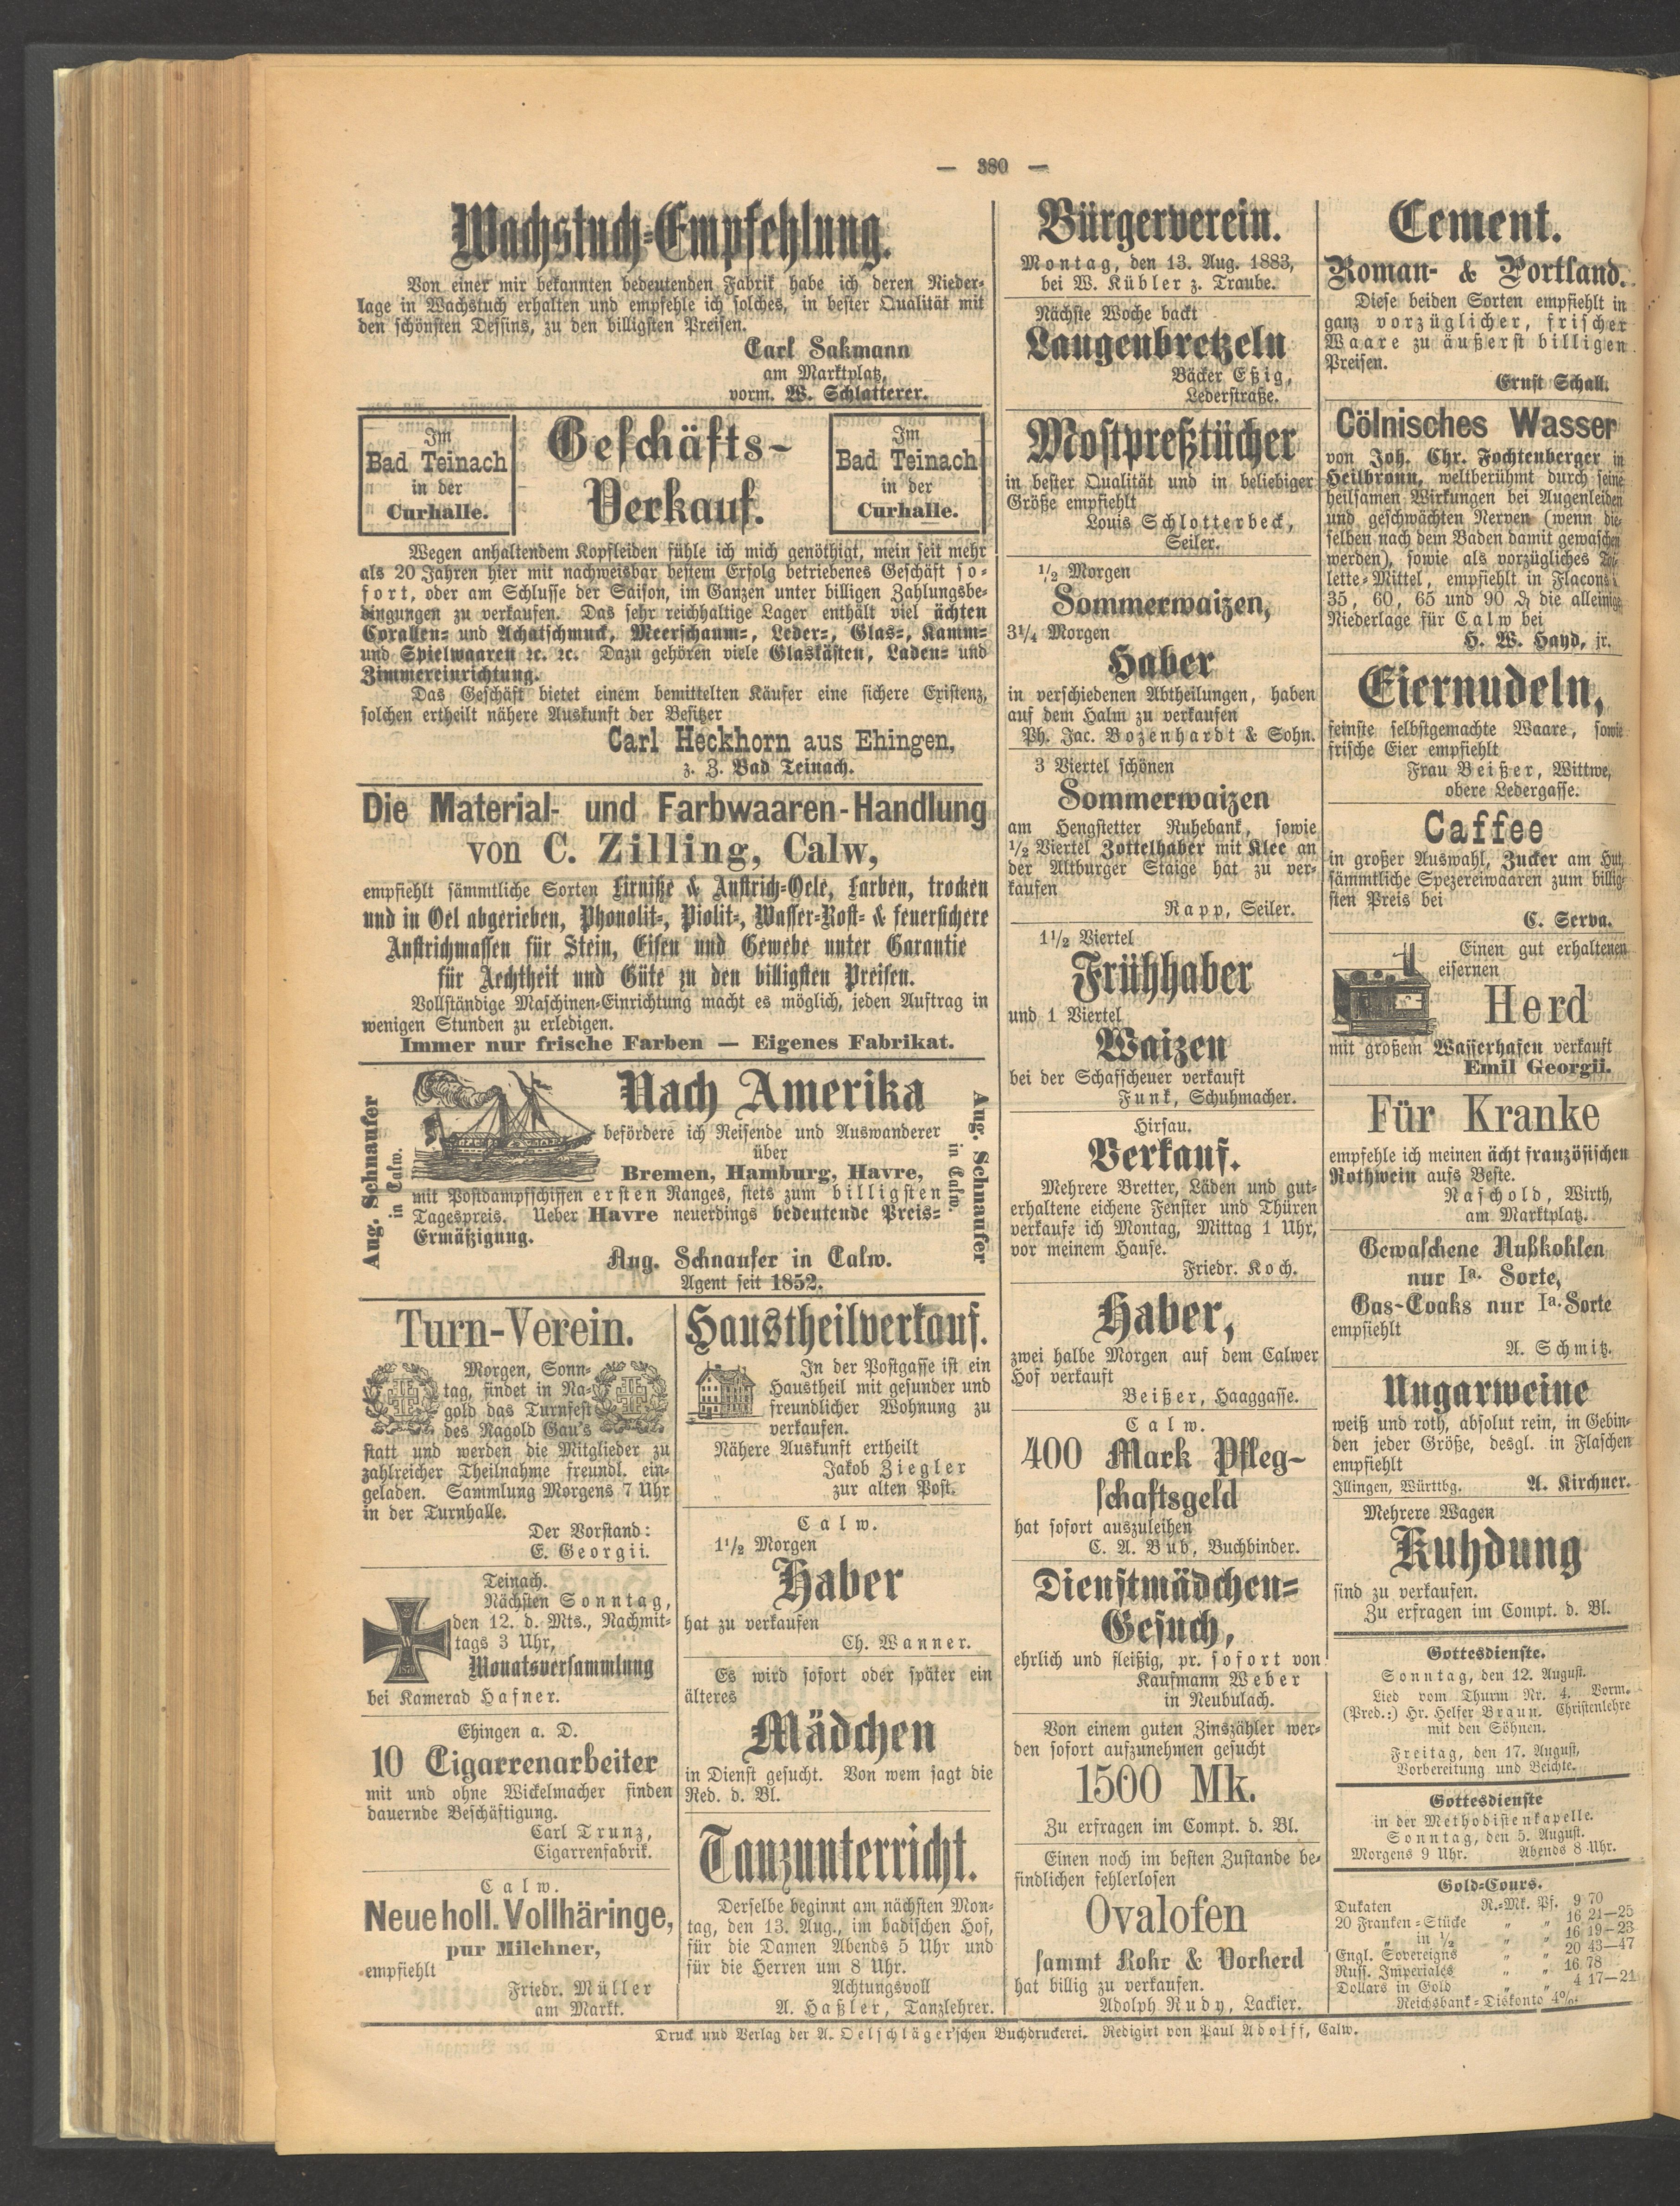 — 380 —
Wachstuch-Empfehlung.
Von einer mir bekannten bedeutenden Fabrik habe ich deren Nieder-
lage in Wachstuch erhalten und empfehle ich solches, in bester Qualität mit
den schönsten Dessins, zu den billigsten Preisen.
Carl Sakmann
am Marktplatz,
vorm. W. Schlatterer.
Im
Bad Teinach
in der
Curhalle.
Geschäfts-
Verkauf.
Im
Bad Teinach
in der
Curhalle.
Wegen anhaltendem Kopfleiden fühle ich mich genöthigt, mein seit mehr
als 20 Jahren hier mit nachweisbar bestem Erfolg betriebenes Geschäft so-
fort, oder am Schlusse der Saison, im Ganzen unter billigen Zahlungsbe-
dingungen zu verkaufen. Das sehr reichhaltige Lager enthält viel ächten
Corallen- und Achatschmuck, Meerschaum-, Leder-, Glas-, Kamm-
und Spielwaaren ꝛc. ꝛc. Dazu gehören viele Glaskästen, Laden- und
Zimmereinrichtung.
Das Geschäft bietet einem bemittelten Käufer eine sichere Existenz,
solchen ertheilt nähere Auskunft der Besitzer
Carl Heckhorn aus Ehingen,
z. Z. Bad Teinach.
Die Material- und Farbwaaren-Handlung
von C. Zilling, Calw,
empfiehlt sämmtliche Sorten Firniße & Anstrich-Oele, Farben, trocken
und in Oel abgerieben, Phonolit-, Piolit-, Wasser-Rost- & feuersichere
Anstrichmassen für Stein, Eisen und Gewebe unter Garantie
für Aechtheit und Güte zu den billigsten Preisen.
Vollständige Maschinen-Einrichtung macht es möglich, jeden Auftrag in
wenigen Stunden zu erledigen.
Immer nur frische Farben — Eigenes Fabrikat.
Aug. Schnaufer
in Calw.
Nach Amerika
befördere ich Reisende und Auswanderer
über
Bremen, Hamburg, Havre,
mit Postdampfschiffen ersten Ranges, stets zum billigsten
Tagespreis. Ueber Havre neuerdings bedeutende Preis-
Ermäßigung.
Aug. Schnaufer in Calw.
Agent seit 1852.
Aug. Schnaufer
in Calw.
Turn-Verein.
Morgen, Sonn-
tag, findet in Na-
gold das Turnfest
des Nagold Gau's
statt und werden die Mitglieder zu
zahlreicher Theilnahme freundl. ein-
geladen. Sammlung Morgens 7 Uhr
in der Turnhalle.
Der Vorstand:
E. Georgii.
Teinach.
Nächsten Sonntag,
den 12. d. Mts., Nachmit-
tags 3 Uhr,
Monatsversammlung
bei Kamerad Hafner.
W
1870
Ehingen a. D.
10 Cigarrenarbeiter
mit und ohne Wickelmacher finden
dauernde Beschäftigung.
Carl Trunz,
Cigarrenfabrik.
Calw.
Neue holl. Vollhäringe,
pur Milchner,
empfiehlt
Friedr. Müller
am Markt.
Haustheilverkauf.
In der Postgasse ist ein
Haustheil mit gesunder und
freundlicher Wohnung zu
verkaufen.
Nähere Auskunft ertheilt
Jakob Ziegler
zur alten Post.
Calw.
1½ Morgen
Haber
hat zu verkaufen
Ch. Wanner.
Es wird sofort oder später ein
älteres
Mädchen
in Dienst gesucht. Von wem sagt die
Red. d. Bl.
Tanzunterricht.
Derselbe beginnt am nächsten Mon-
tag, den 13. Aug., im badischen Hof,
für die Damen Abends 5 Uhr und
für die Herren um 8 Uhr.
Achtungsvoll
A. Haßler, Tanzlehrer.
Bürgerverein.
Montag, den 13. Aug. 1883,
bei W. Kübler z. Traube.
Nächste Woche backt
Laugenbretzeln
Bäcker Eßig,
Lederstraße.
Mostpreßtücher
in bester Qualität und in beliebiger
Größe empfiehlt
Louis Schlotterbeck,
Seiler.
½ Morgen
Sommerwaizen,
3¼ Morgen
Haber
in verschiedenen Abtheilungen, haben
auf dem Halm zu verkaufen
Ph. Jac. Bozenhardt & Sohn.
3 Viertel schönen
Sommerwaizen
am Hengstetter Ruhebank, sowie
½ Viertel Zottelhaber mit Klee an
der Altburger Staige hat zu ver-
kaufen
Rapp, Seiler.
1½ Viertel
Frühhaber
und 1 Viertel
Waizen
bei der Schafscheuer verkauft
Funk, Schuhmacher.
Hirsau.
Verkauf.
Mehrere Bretter, Läden und gut-
erhaltene eichene Fenster und Thüren
verkaufe ich Montag, Mittag 1 Uhr,
vor meinem Hause.
Friedr. Koch.
Haber,
zwei halbe Morgen auf dem Calwer
Hof verkauft
Beißer, Haaggasse.
Calw.
400 Mark Pfleg-
schaftsgeld
hat sofort auszuleihen
C. A. Bub, Buchbinder.
Dienstmädchen-
Gesuch,
ehrlich und fleißig, pr. sofort von
Kaufmann Weber
in Neubulach.
Von einem guten Zinszähler wer-
den sofort aufzunehmen gesucht
1500 Mk.
Zu erfragen im Compt. d. Bl.
Einen noch im besten Zustande be-
findlichen fehlerlosen
Ovalofen
sammt Rohr & Vorherd
hat billig zu verkaufen.
Adolph Rudy, Lackier.
Cement.
Roman- & Portland.
Diese beiden Sorten empfiehlt in
ganz vorzüglicher, frischer
Waare zu äußerst billigen
Preisen.
Ernst Schall.
Cölnisches Wasser
von Joh. Chr. Fochtenberger in
Heilbronn, weltberühmt durch seine
heilsamen Wirkungen bei Augenleiden
und geschwächten Nerven (wenn die-
selben nach dem Baden damit gewaschen
werden), sowie als vorzügliches Toi-
lette-Mittel, empfiehlt in Flacons à
35, 60, 65 und 90 ₰ die alleinige
Niederlage für Calw bei
H. W. Hayd, jr.
Eiernudeln,
feinste selbstgemachte Waare, sowie
frische Eier empfiehlt
Frau Beißer, Wittwe,
obere Ledergasse.
Caffee
in großer Auswahl, Zucker am Hut,
sämmtliche Spezereiwaaren zum billig-
sten Preis bei
C. Serva.
Einen gut erhaltenen
eisernen
Herd
mit großem Wasserhafen verkauft
Emil Georgii.
Für Kranke
empfehle ich meinen ächt französischen
Rothwein aufs Beste.
Naschold, Wirth,
am Marktplatz.
Gewaschene Nußkohlen
nur Ia. Sorte,
Gas-Coaks nur Ia. Sorte
empfiehlt
A. Schmitz.
Ungarweine
weiß und roth, absolut rein, in Gebin-
den jeder Größe, desgl. in Flaschen
empfiehlt
Illingen, Württbg. A. Kirchner.
Mehrere Wagen
Kuhdung
sind zu verkaufen.
Zu erfragen im Compt. d. Bl.
Gottesdienste.
Sonntag, den 12. August.
Lied vom Thurm Nr. 4. Vorm.
(Pred.:) Hr. Helfer Braun. Christenlehre
mit den Söhnen.
Freitag, den 17. August,
Vorbereitung und Beichte.
Gottesdienste
in der Methodistenkapelle.
Sonntag, den 5. August.
Morgens 9 Uhr. Abends 8 Uhr.
Gold-Cours.
Dukaten R.-Mk. Pf. 9 70
20 Franken-Stücke " " 16 21—25
" in ½ " " 16 19—23
Engl. Sovereigns " " 20 43—47
Russ. Imperiales " " 16 78
Dollars in Gold " " 4 17—21
Reichsbank-Diskonto 4%.
Druck und Verlag der A. Oelschläger'schen Buchdruckerei. Redigirt von Paul Adolff, Calw.